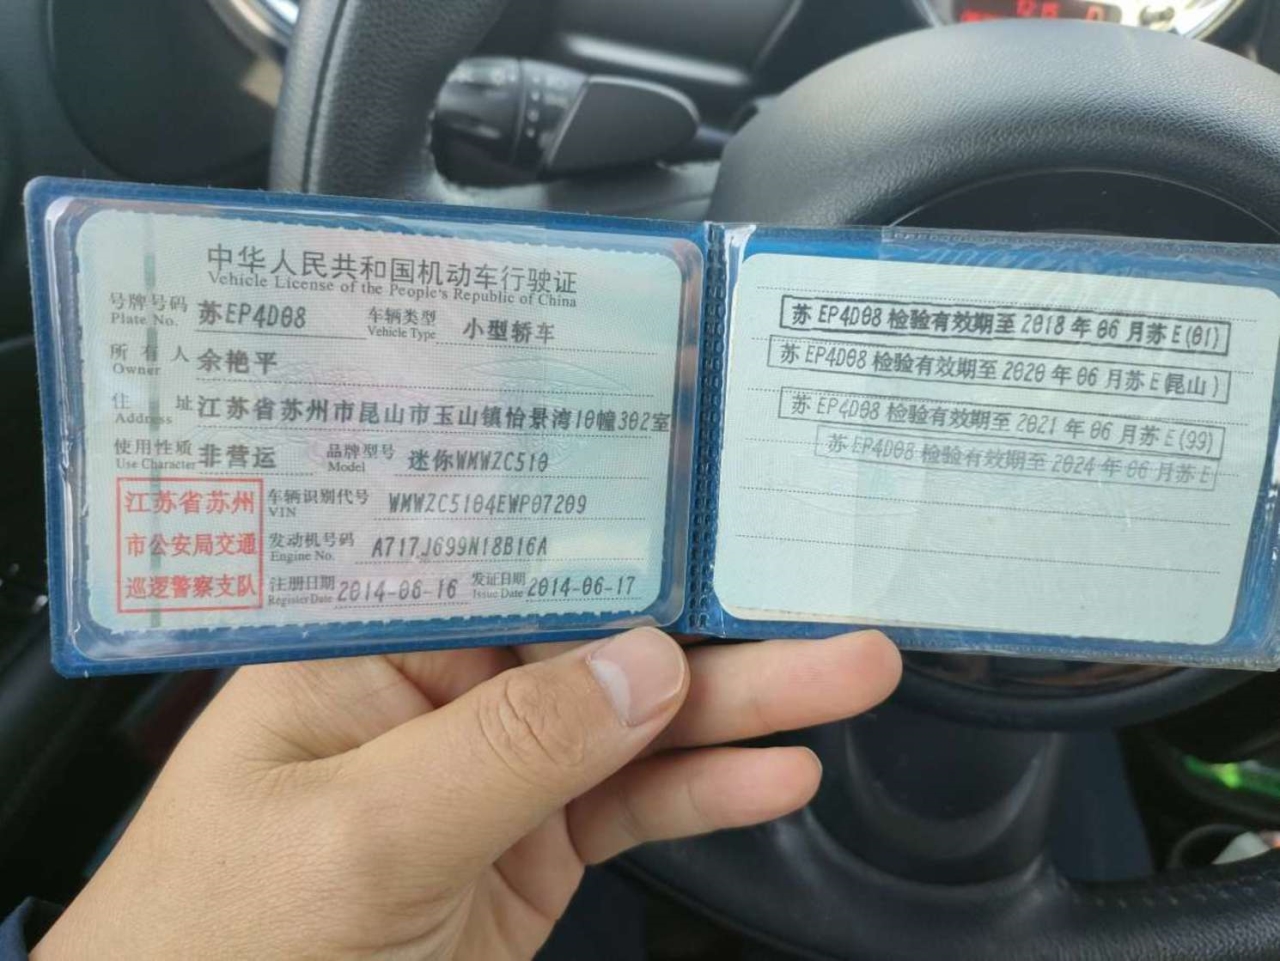 中华人民共和国机动车行驶证
Vehicle License of the People's Republic of China
号牌号码 苏EP4D08 车辆类型 小型轿车
Plate No. Vehicle Type
所有人 余艳平
Owner
住址 江苏省苏州市昆山市玉山镇怡景湾10幢302室
Address
使用性质 非营运 品牌型号 迷你WMWZC510
Use Character Model
江苏省苏州
市公安局交通
巡逻警察支队
车辆识别代号 WMWZC5104EWP07209
VIN
发动机号码 A717J699N18B16A
Engine No.
注册日期 2014-06-16 发证日期 2014-06-17
Register Date Issue Date
苏EP4D08 检验有效期至 2018 年 06 月苏E(01)
苏EP4D08 检验有效期至 2020 年 06 月苏E(昆山)
苏EP4D08 检验有效期至 2021 年 06 月苏E(99)
苏EP4D08 检验有效期至 2024 年 06 月苏E